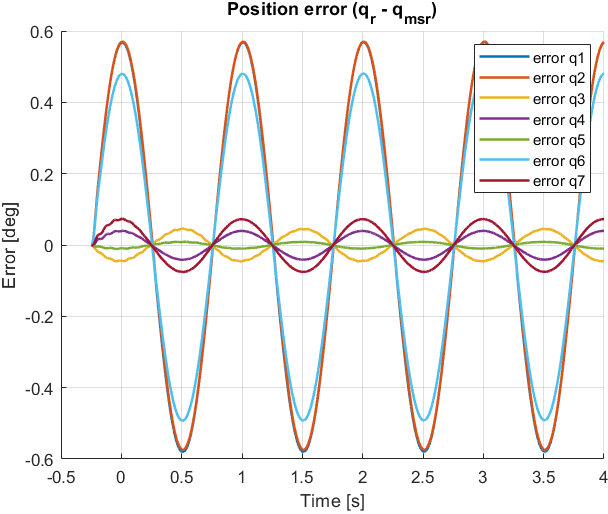 Position error (qr - qmsr)
0.6
0.4
0.2
0
-0.2
-0.4
-0.6
Error [deg]
error q1
error q2
error q3
error q4
error q5
error q6
error q7
-0.5 0 0.5 1 1.5 2 2.5 3 3.5 4
Time [s]